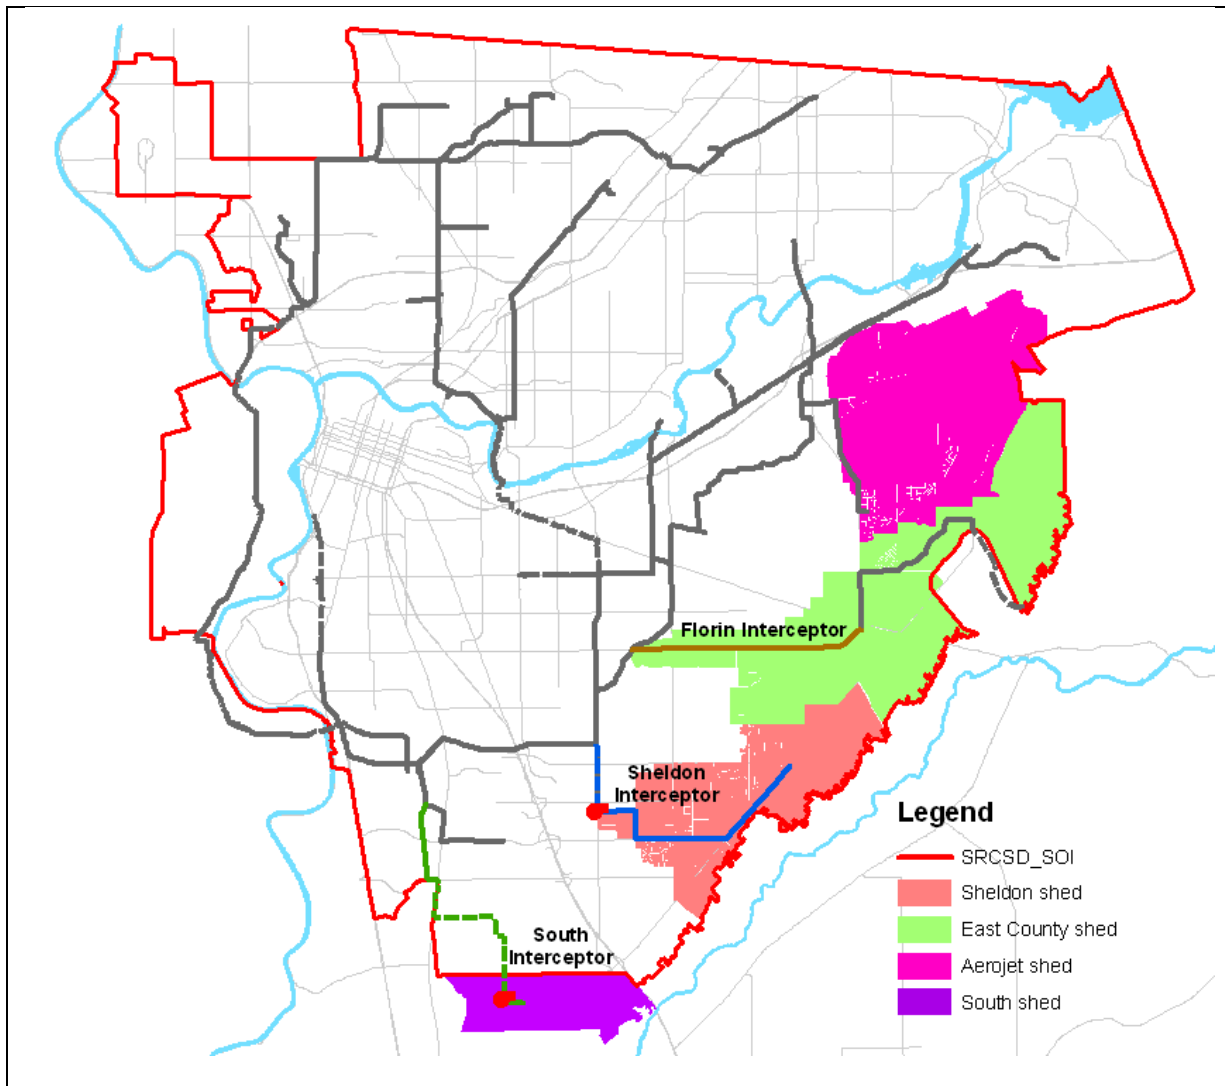 Florin Interceptor
Sheldon
Interceptor
South
Interceptor
Legend
SRCSD_SOI
Sheldon shed
East County shed
Aerojet shed
South shed